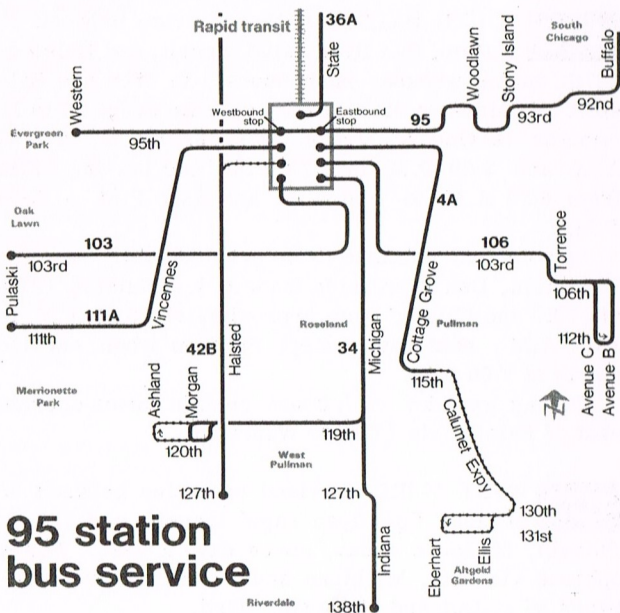 Rapid transit
36A
State
South
Chicago
Western
Woodlawn
Stony Island
Buffalo
Westbound
stop
Eastbound
stop
95
93rd
92nd
Evergreen
Park
95th
4A
Oak
Lawn
103
103rd
106
103rd
Torrence
Pulaski
Vincennes
106th
111A
111th
42B
Halsted
Roseland
34
Michigan
Cottage Grove
Pullman
112th
Avenue C
Avenue B
N
Merrionette
Park
Ashland
Morgan
115th
119th
120th
Calumet Expy
West
Pullman
127th
127th
130th
131st
95 station
bus service
Indiana
Eberhart
Ellis
Altgeld
Gardens
Riverdale
138th